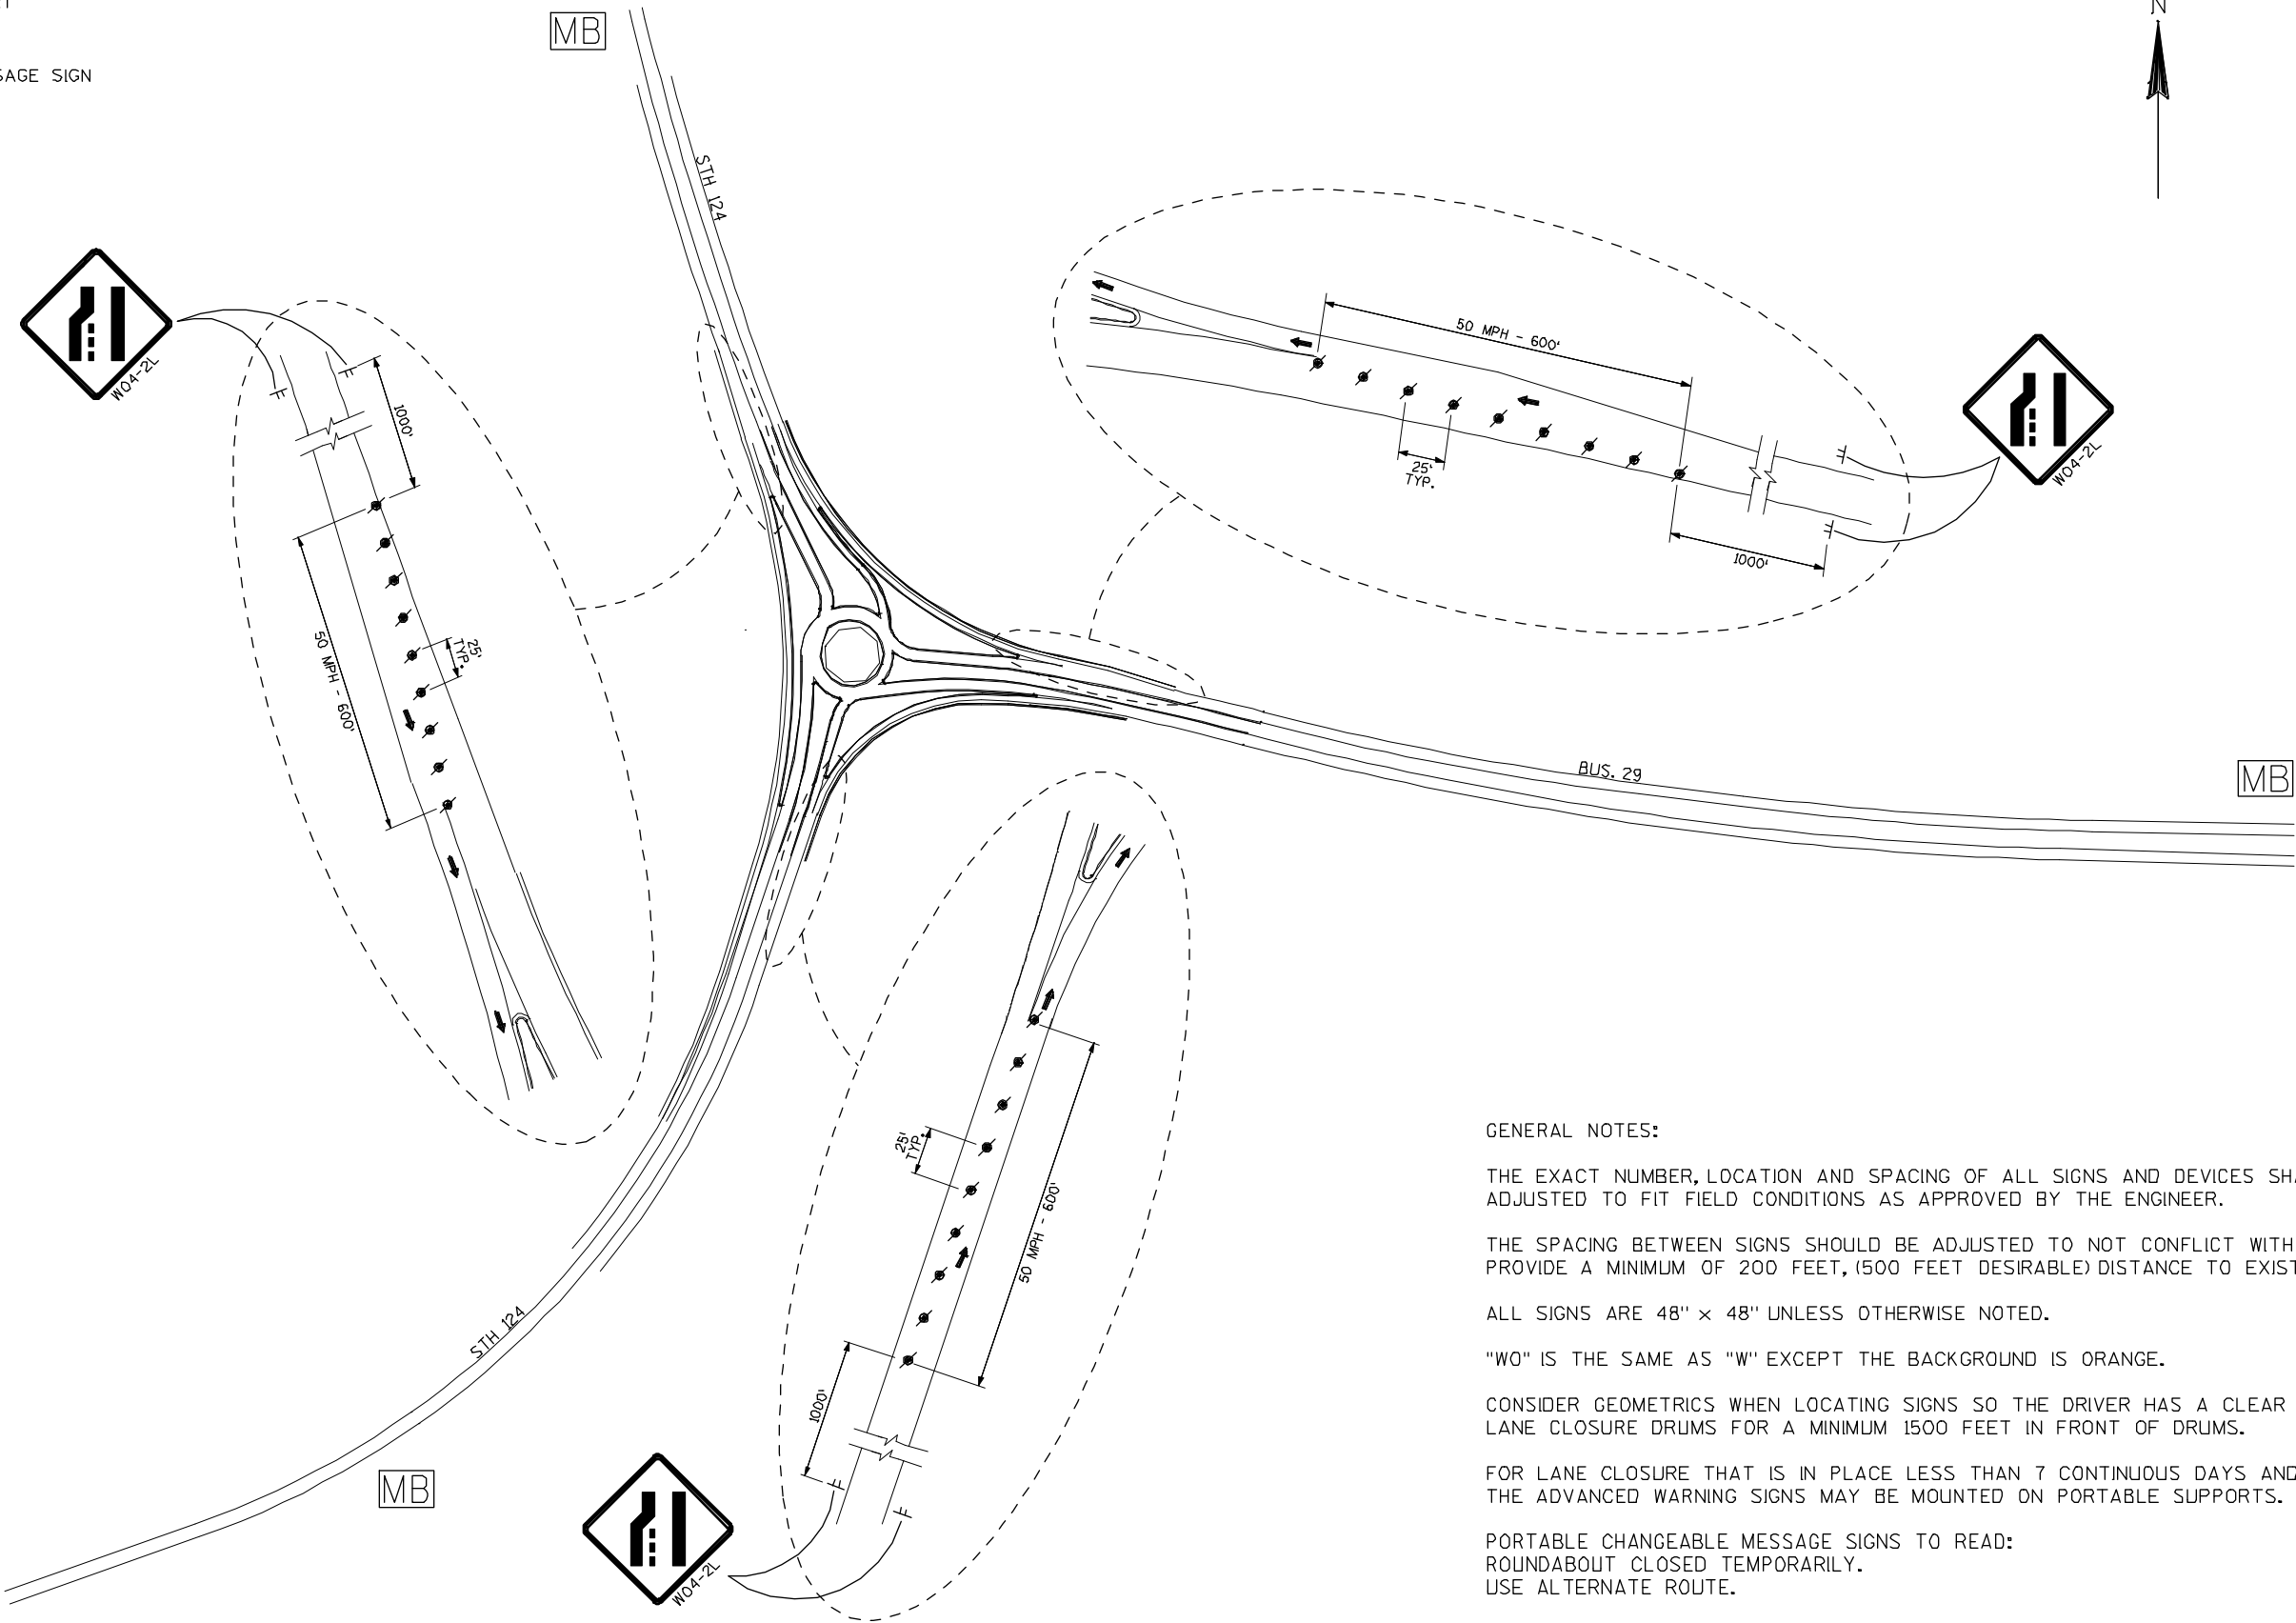 SAGE SIGN
MB
N
STH 124
WO4-2L
1000'
50 MPH - 600'
25'
TYP.
50 MPH - 600'
25'
TYP.
1000'
WO4-2L
BUS. 29
MB
25'
TYP.
50 MPH - 600'
1000'
WO4-2L
STH 124
MB
GENERAL NOTES:
THE EXACT NUMBER, LOCATION AND SPACING OF ALL SIGNS AND DEVICES
ADJUSTED TO FIT FIELD CONDITIONS AS APPROVED BY THE ENGINEER.
THE SPACING BETWEEN SIGNS SHOULD BE ADJUSTED TO NOT CONFLICT WITH
PROVIDE A MINIMUM OF 200 FEET, (500 FEET DESIRABLE) DISTANCE TO EXIST
ALL SIGNS ARE 48" x 48" UNLESS OTHERWISE NOTED.
"WO" IS THE SAME AS "W" EXCEPT THE BACKGROUND IS ORANGE.
CONSIDER GEOMETRICS WHEN LOCATING SIGNS SO THE DRIVER HAS A CLEAR
LANE CLOSURE DRUMS FOR A MINIMUM 1500 FEET IN FRONT OF DRUMS.
FOR LANE CLOSURE THAT IS IN PLACE LESS THAN 7 CONTINUOUS DAYS AND
THE ADVANCED WARNING SIGNS MAY BE MOUNTED ON PORTABLE SUPPORTS.
PORTABLE CHANGEABLE MESSAGE SIGNS TO READ:
ROUNDABOUT CLOSED TEMPORARILY.
USE ALTERNATE ROUTE.